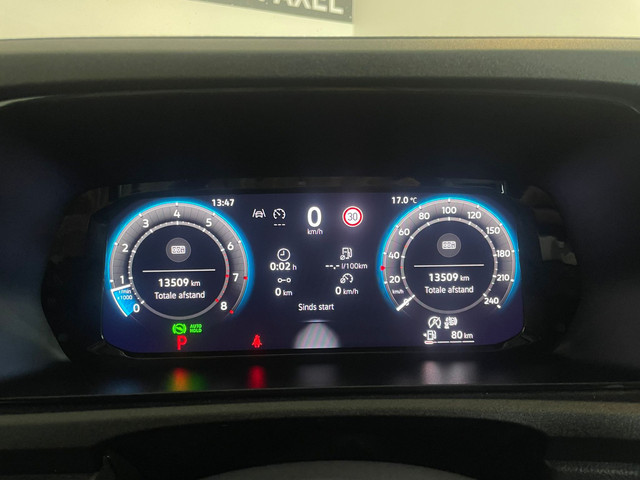 AXEL
13:47
17.0 °C
0
km/h
30
0 1 2 3 4 5 6 7 8
1/min
x1000
13509 km
Totale afstand
0:02 h
--,- l/100km
0 km
0 km/h
Sinds start
20 40 60 80 100 120 140 160 180 210 240
km/h
13509 km
Totale afstand
AUTO
HOLD
P
80 km